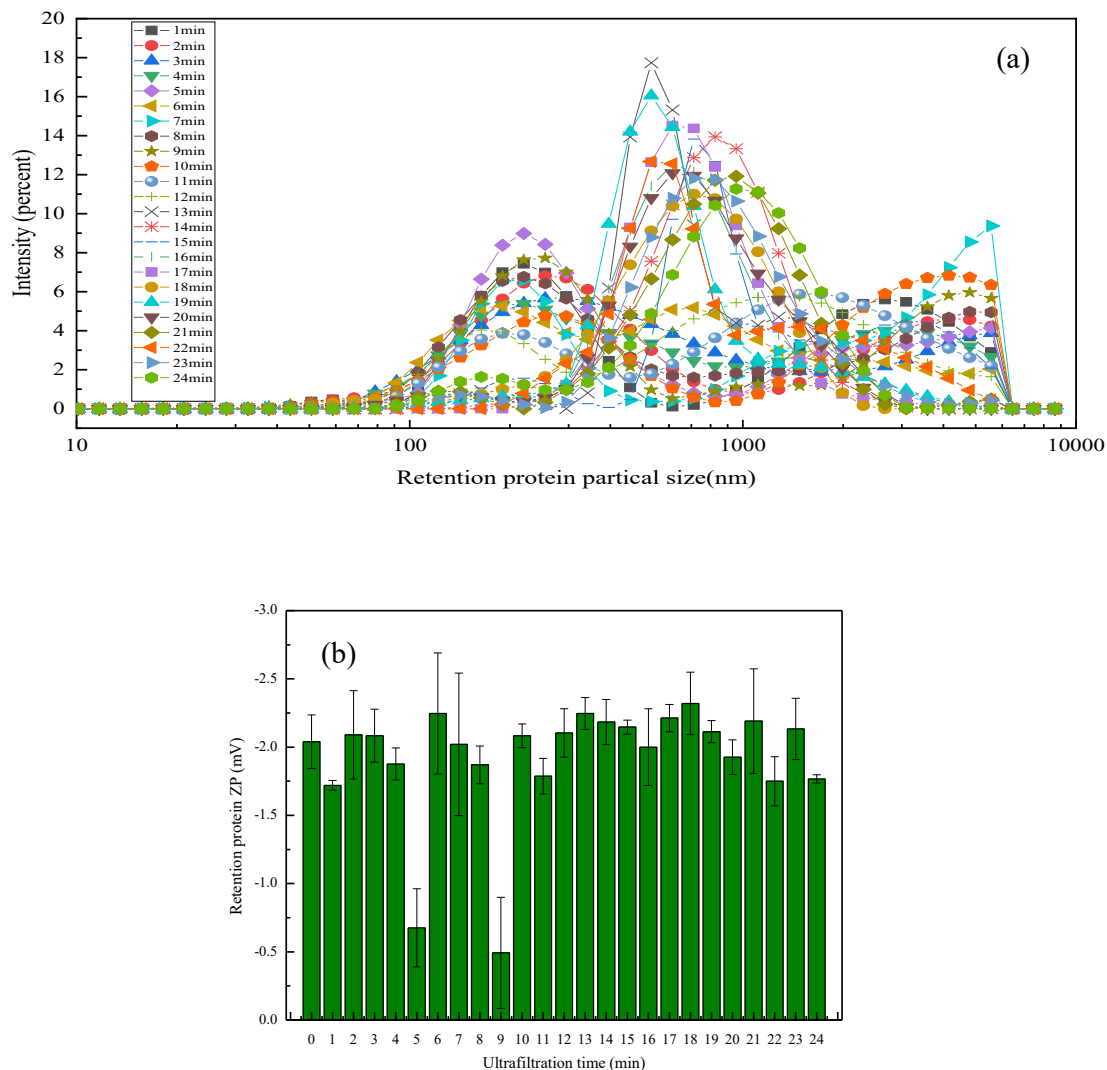 20
18
16
14
12
10
8
6
4
2
0
Intensity (percent)
1min
2min
3min
4min
5min
6min
7min
8min
9min
10min
11min
12min
13min
14min
15min
16min
17min
18min
19min
20min
21min
22min
23min
24min
(a)
10 100 1000 10000
Retention protein partical size(nm)
-3.0
-2.5
-2.0
-1.5
-1.0
-0.5
0.0
Retention protein ZP (mV)
(b)
0 1 2 3 4 5 6 7 8 9 10 11 12 13 14 15 16 17 18 19 20 21 22 23 24
Ultrafiltration time (min)